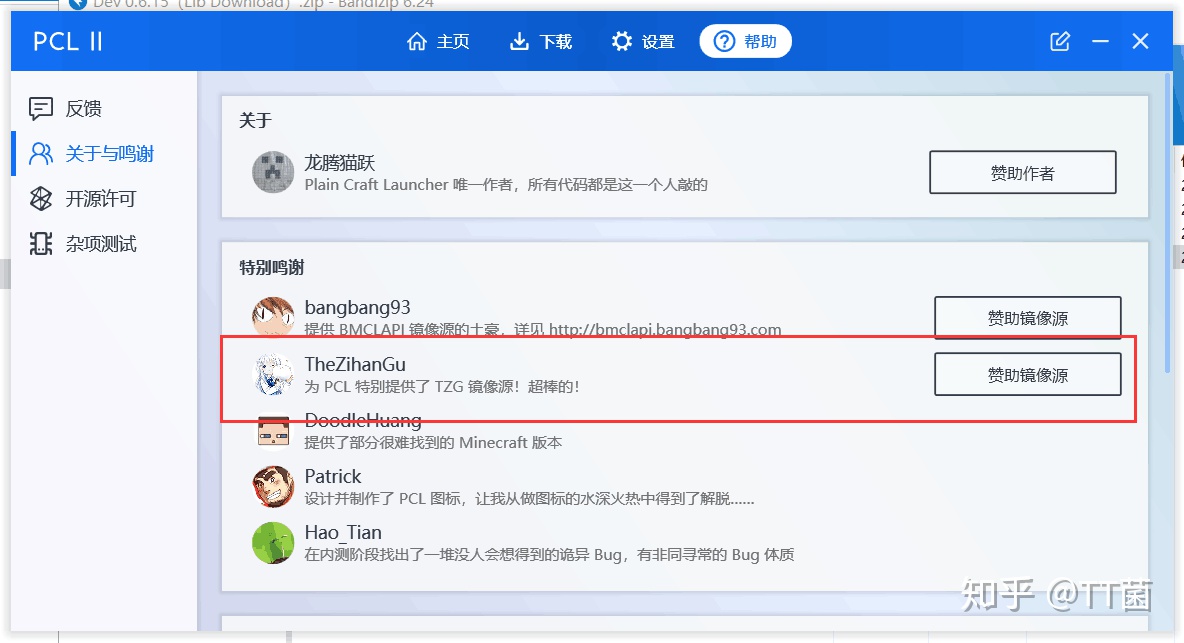 Dev 0.6.15（Lib Download）.zip - Bandizip 6.24
PCL II
主页
下载
设置
帮助
反馈
关于与鸣谢
开源许可
杂项测试
关于
龙腾猫跃
Plain Craft Launcher 唯一作者，所有代码都是这一个人敲的
赞助作者
特别鸣谢
bangbang93
提供 BMCLAPI 镜像源的土豪，详见 http://bmclapi.bangbang93.com
赞助镜像源
TheZihanGu
为 PCL 特别提供了 TZG 镜像源！超棒的！
赞助镜像源
DoodleHuang
提供了部分很难找到的 Minecraft 版本
Patrick
设计并制作了 PCL 图标，让我从做图标的水深火热中得到了解脱......
Hao_Tian
在内测阶段找出了一堆没人会想得到的诡异 Bug，有非同寻常的 Bug 体质
知乎 @TT菌